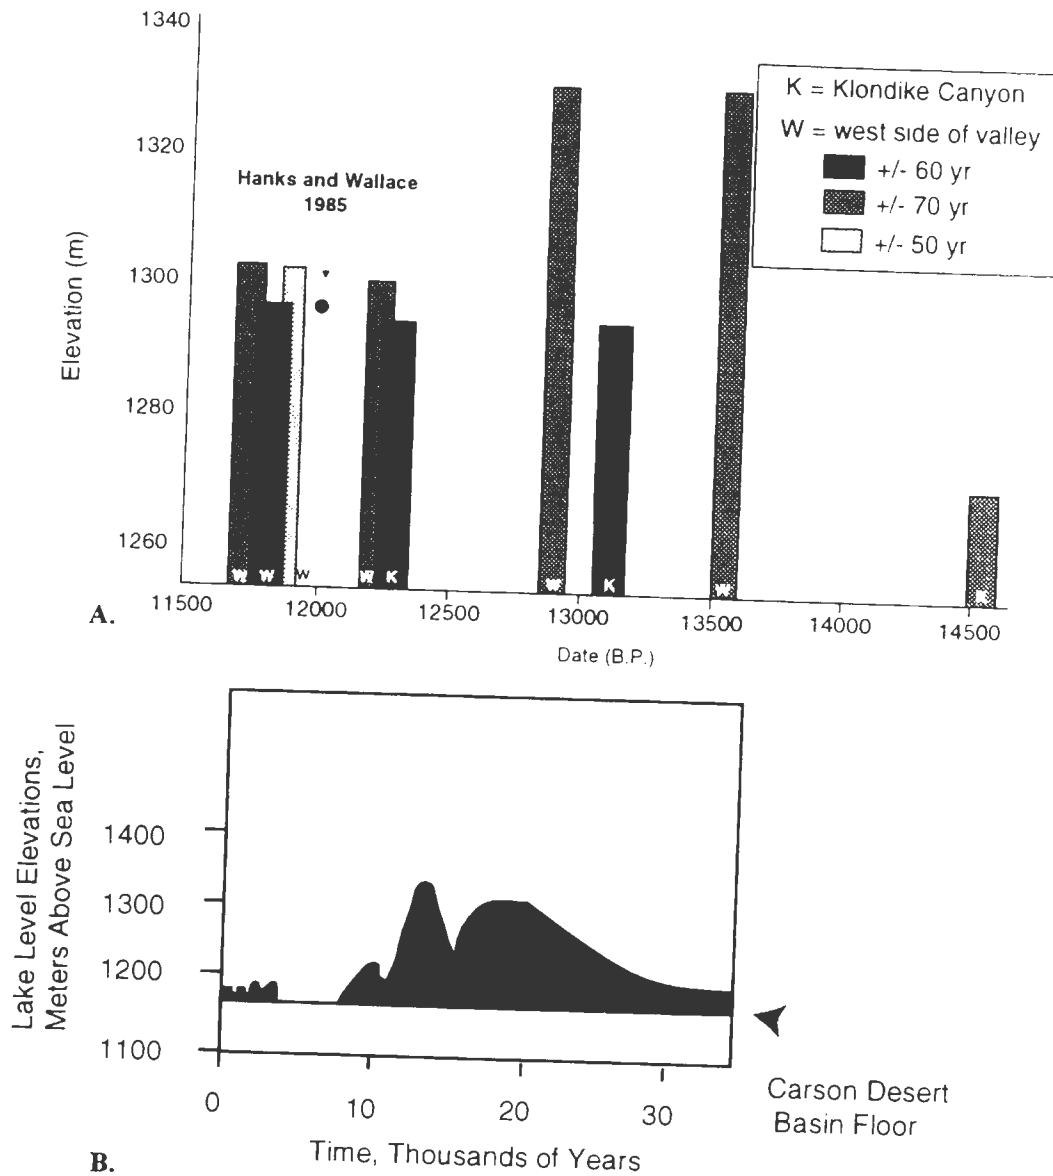 1340
1320
1300
1280
1260
Elevation (m)
Hanks and Wallace
1985
K = Klondike Canyon
W = west side of valley
+/- 60 yr
+/- 70 yr
+/- 50 yr
W W W W K W K W
11500 12000 12500 13000 13500 14000 14500
Date (B.P.)
A.
Lake Level Elevations,
Meters Above Sea Level
1400
1300
1200
1100
0 10 20 30
Time, Thousands of Years
Carson Desert
Basin Floor
B.